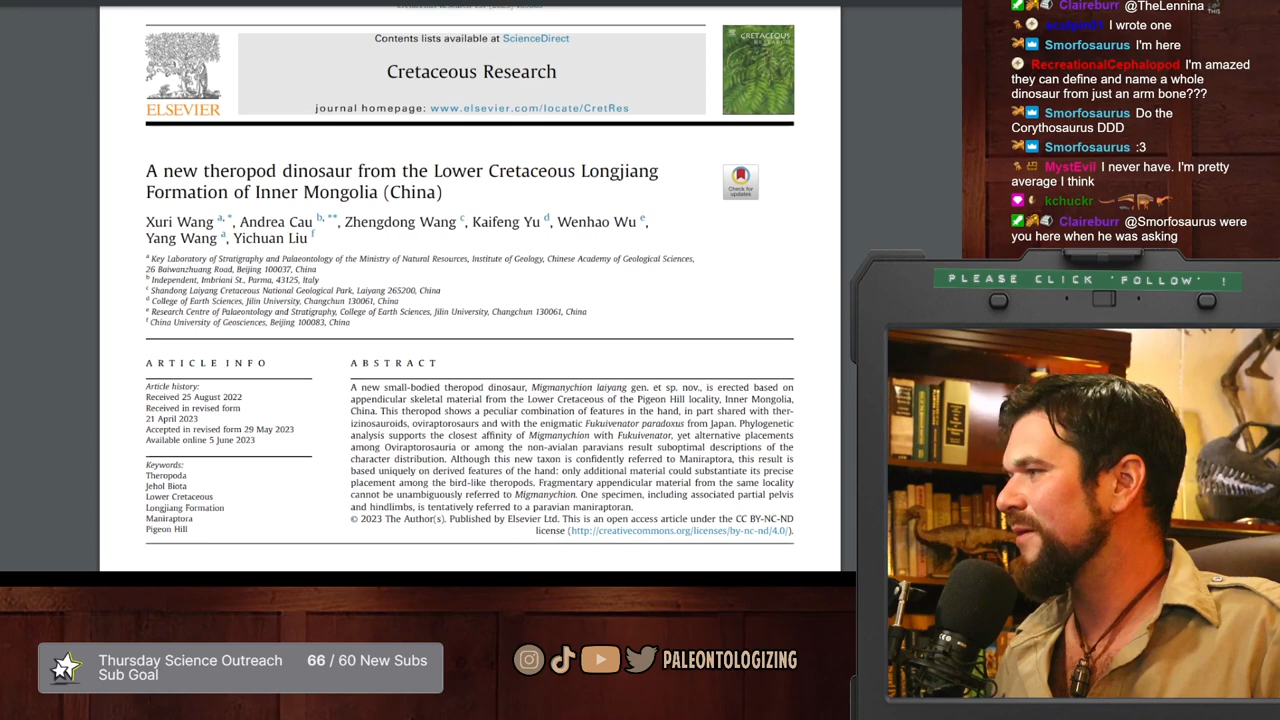 Contents lists available at ScienceDirect
Cretaceous Research
journal homepage: www.elsevier.com/locate/CretRes
ELSEVIER
CRETACEOUS
RESEARCH
A new theropod dinosaur from the Lower Cretaceous Longjiang
Formation of Inner Mongolia (China)
Check for
updates
Xuri Wang a, *, Andrea Cau b, **, Zhengdong Wang c, Kaifeng Yu d, Wenhao Wu e,
Yang Wang a, Yichuan Liu f
a Key Laboratory of Stratigraphy and Palaeontology of the Ministry of Natural Resources, Institute of Geology, Chinese Academy of Geological Sciences,
26 Baiwanzhuang Road, Beijing 100037, China
b Independent, Imbriani St., Parma, 43125, Italy
c Shandong Laiyang Cretaceous National Geological Park, Laiyang 265200, China
d College of Earth Sciences, Jilin University, Changchun 130061, China
e Research Centre of Palaeontology and Stratigraphy, College of Earth Sciences, Jilin University, Changchun 130061, China
f China University of Geosciences, Beijing 100083, China
ARTICLE INFO
Article history:
Received 25 August 2022
Received in revised form
21 April 2023
Accepted in revised form 29 May 2023
Available online 5 June 2023
Keywords:
Theropoda
Jehol Biota
Lower Cretaceous
Longjiang Formation
Maniraptora
Pigeon Hill
ABSTRACT
A new small-bodied theropod dinosaur, Migmanychion laiyang gen. et sp. nov., is erected based on
appendicular skeletal material from the Lower Cretaceous of the Pigeon Hill locality, Inner Mongolia,
China. This theropod shows a peculiar combination of features in the hand, in part shared with ther-
izinosauroids, oviraptorosaurs and with the enigmatic Fukuivenator paradoxus from Japan. Phylogenetic
analysis supports the closest affinity of Migmanychion with Fukuivenator, yet alternative placements
among Oviraptorosauria or among the non-avialan paravians result suboptimal descriptions of the
character distribution. Although this new taxon is confidently referred to Maniraptora, this result is
based uniquely on derived features of the hand: only additional material could substantiate its precise
placement among the bird-like theropods. Fragmentary appendicular material from the same locality
cannot be unambiguously referred to Migmanychion. One specimen, including associated partial pelvis
and hindlimbs, is tentatively referred to a paravian maniraptoran.
© 2023 The Author(s). Published by Elsevier Ltd. This is an open access article under the CC BY-NC-ND
license (http://creativecommons.org/licenses/by-nc-nd/4.0/).
Claireburr @TheLennina
I wrote one
Smorfosaurus I'm here
RecreationalCephalopod I'm amazed
they can define and name a whole
dinosaur from just an arm bone???
Smorfosaurus Do the
Corythosaurus DDD
Smorfosaurus :3
MystEvil I never have. I'm pretty
average I think
kchuckr
Claireburr @Smorfosaurus were
you here when he was asking
PLEASE CLICK 'FOLLOW' !
Thursday Science Outreach
Sub Goal
66 / 60 New Subs
PALEONTOLOGIZING